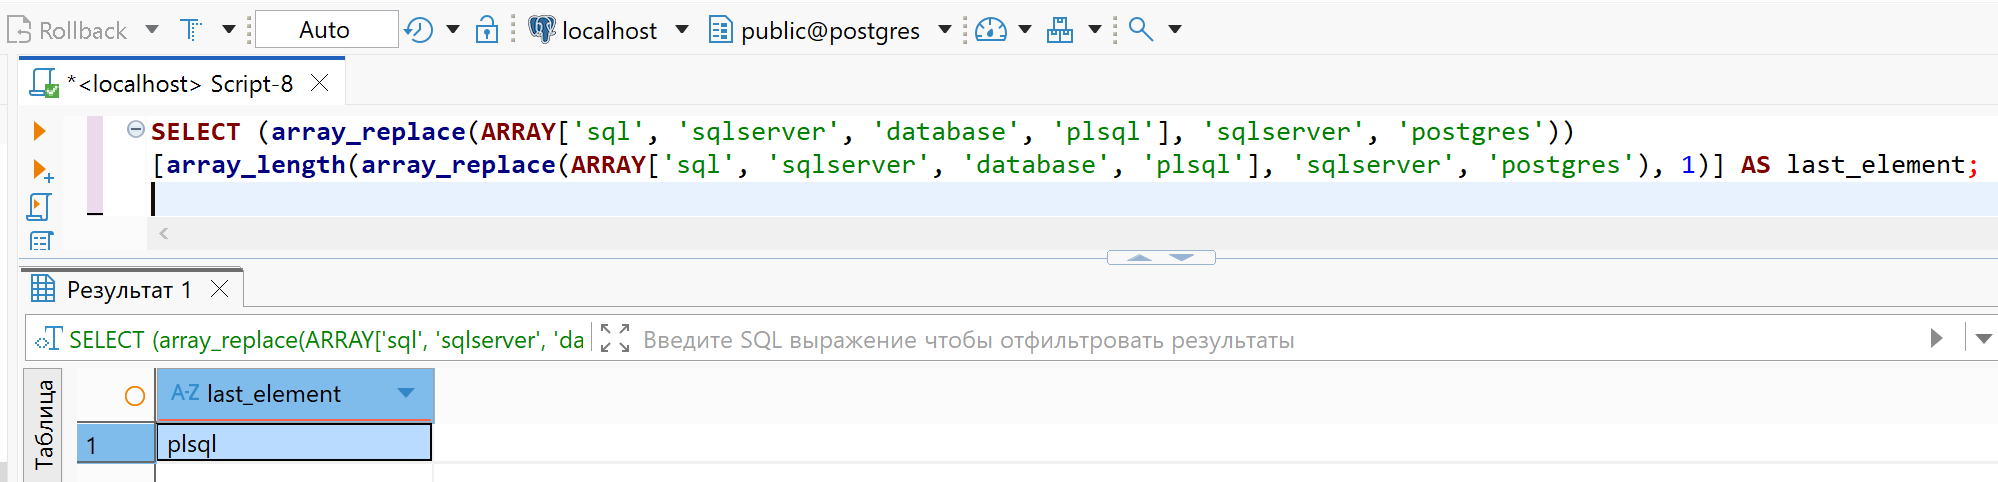 Rollback Auto localhost public@postgres
*<localhost> Script-8
SELECT (array_replace(ARRAY['sql', 'sqlserver', 'database', 'plsql'], 'sqlserver', 'postgres'))
[array_length(array_replace(ARRAY['sql', 'sqlserver', 'database', 'plsql'], 'sqlserver', 'postgres'), 1)] AS last_element;
Результат 1
SELECT (array_replace(ARRAY['sql', 'sqlserver', 'da Введите SQL выражение чтобы отфильтровать результаты
Таблица
A-Z last_element
1 plsql